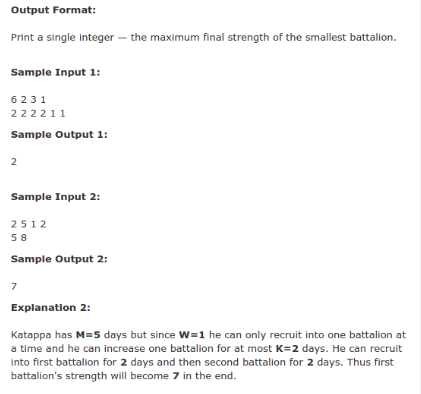 Output Format:
Print a single integer — the maximum final strength of the smallest battalion.
Sample Input 1:
6 2 3 1
2 2 2 2 1 1
Sample Output 1:
2
Sample Input 2:
2 5 1 2
5 8
Sample Output 2:
7
Explanation 2:
Katappa has M=5 days but since W=1 he can only recruit into one battalion at
a time and he can increase one battalion for at most K=2 days. He can recruit
into first battalion for 2 days and then second battalion for 2 days. Thus first
battalion's strength will become 7 in the end.